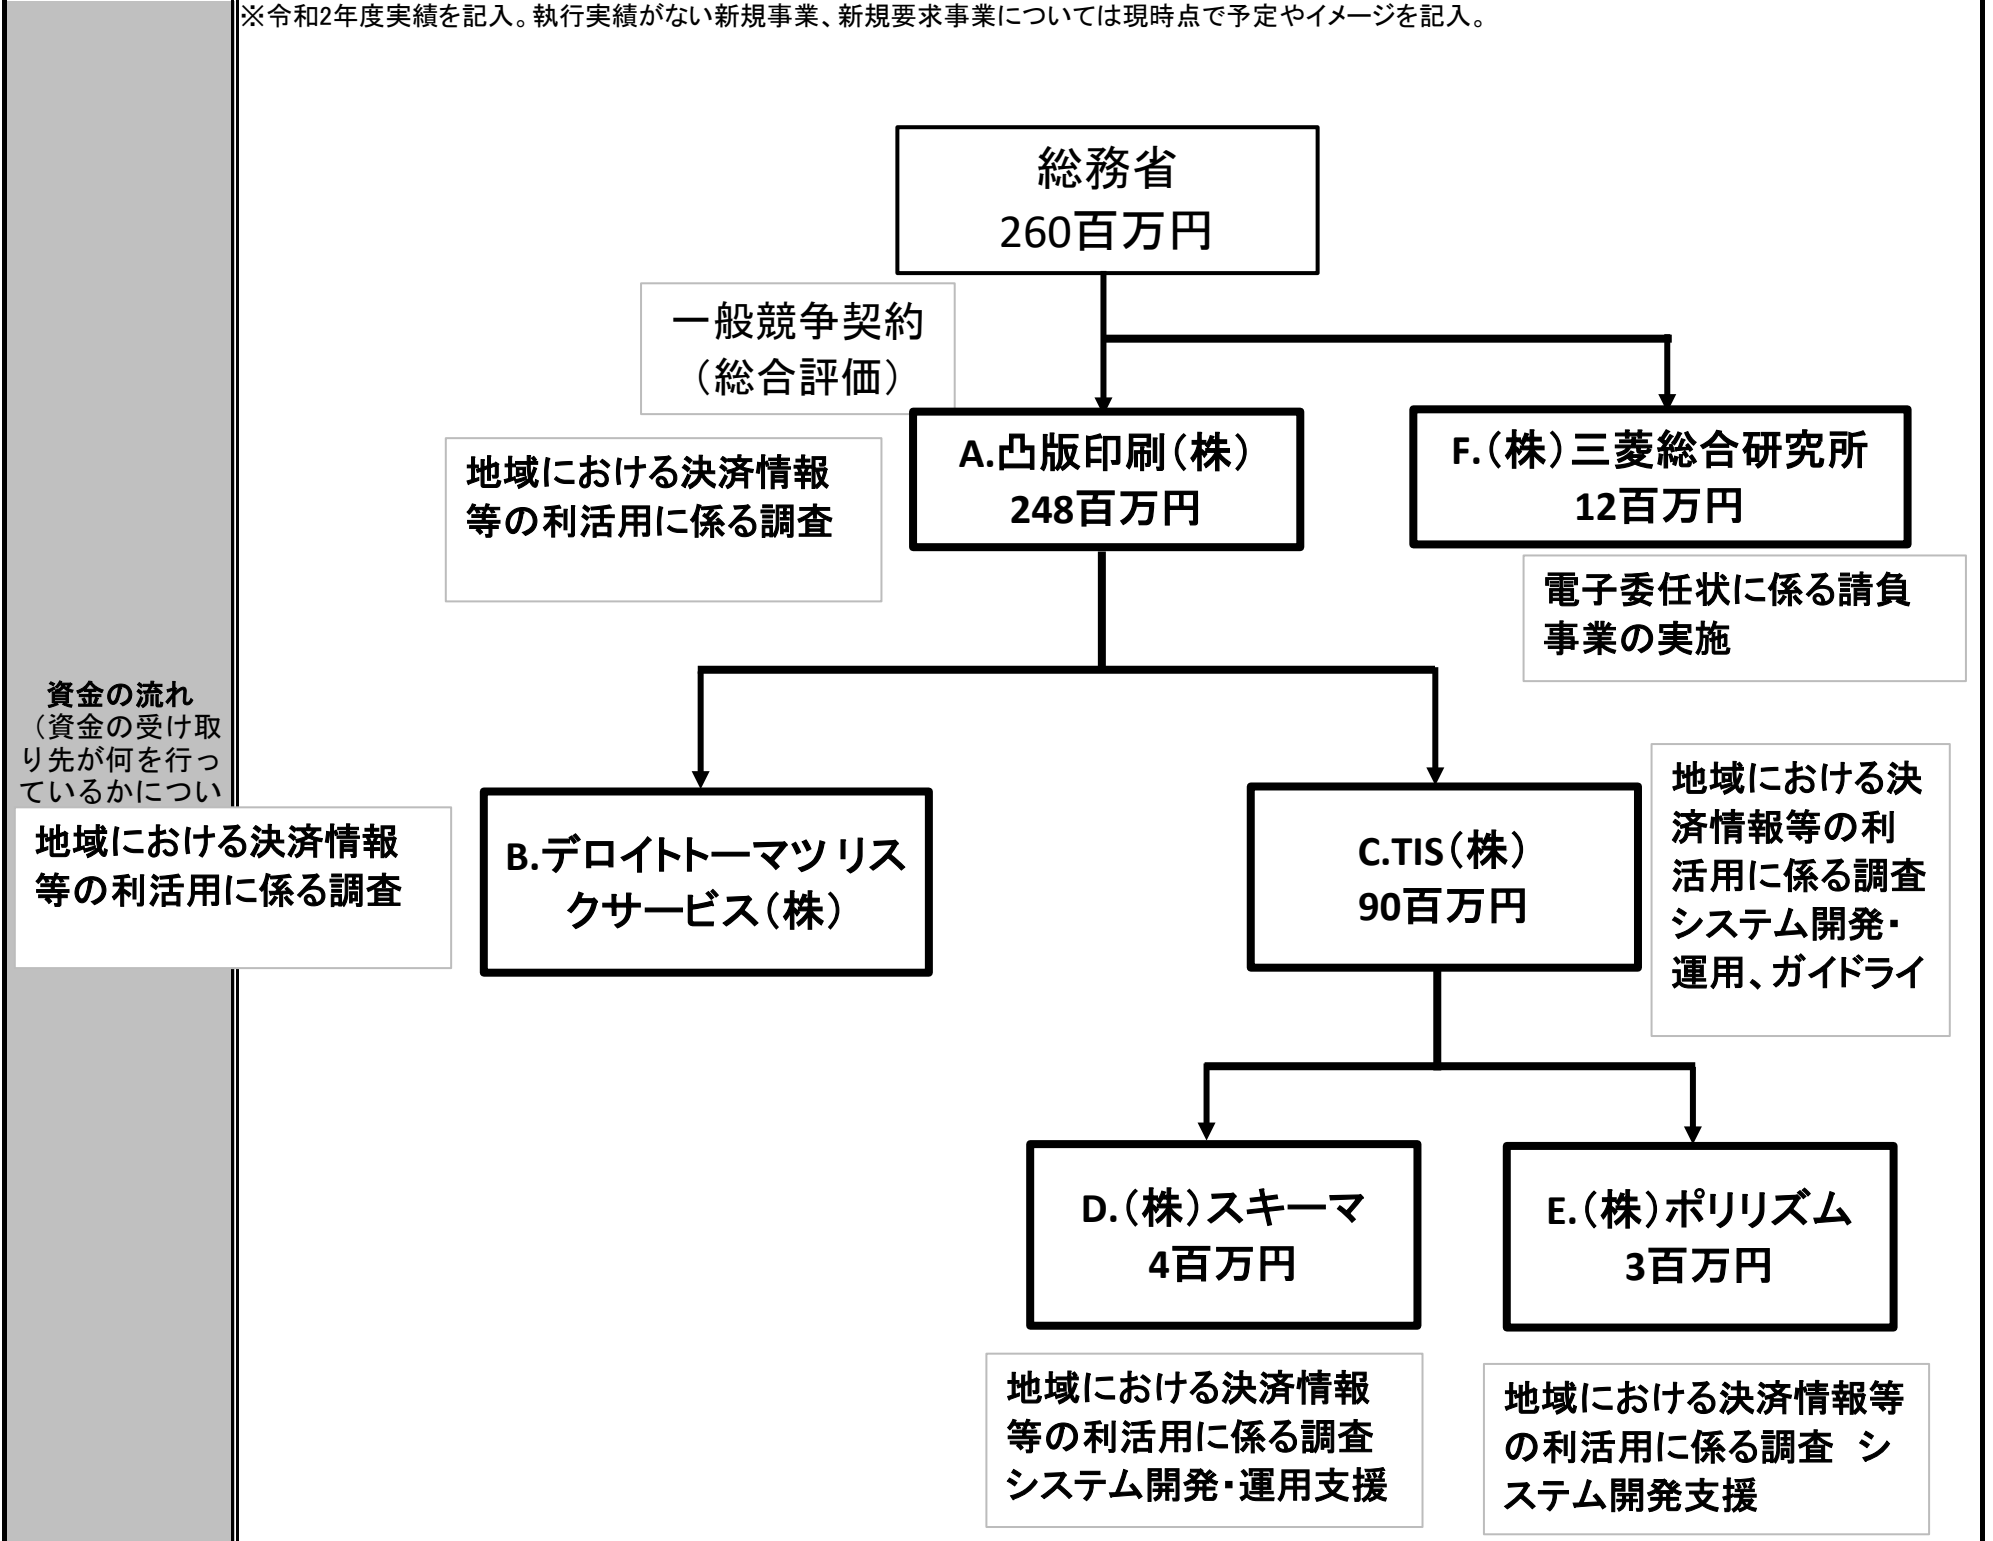 ※令和2年度実績を記入。執行実績がない新規事業、新規要求事業については現時点で予定やイメージを記入。
総務省
260百万円
一般競争契約
（総合評価）
A.凸版印刷（株）
248百万円
F.（株）三菱総合研究所
12百万円
地域における決済情報
等の利活用に係る調査
電子委任状に係る請負
事業の実施
資金の流れ
（資金の受け取
り先が何を行っ
ているかについ
地域における決済情報
等の利活用に係る調査
B.デロイトトーマツ リス
クサービス（株）
C.TIS（株）
90百万円
地域における決
済情報等の利
活用に係る調査
システム開発・
運用、ガイドライ
D.（株）スキーマ
4百万円
E.（株）ポリリズム
3百万円
地域における決済情報
等の利活用に係る調査
システム開発・運用支援
地域における決済情報等
の利活用に係る調査　シ
ステム開発支援